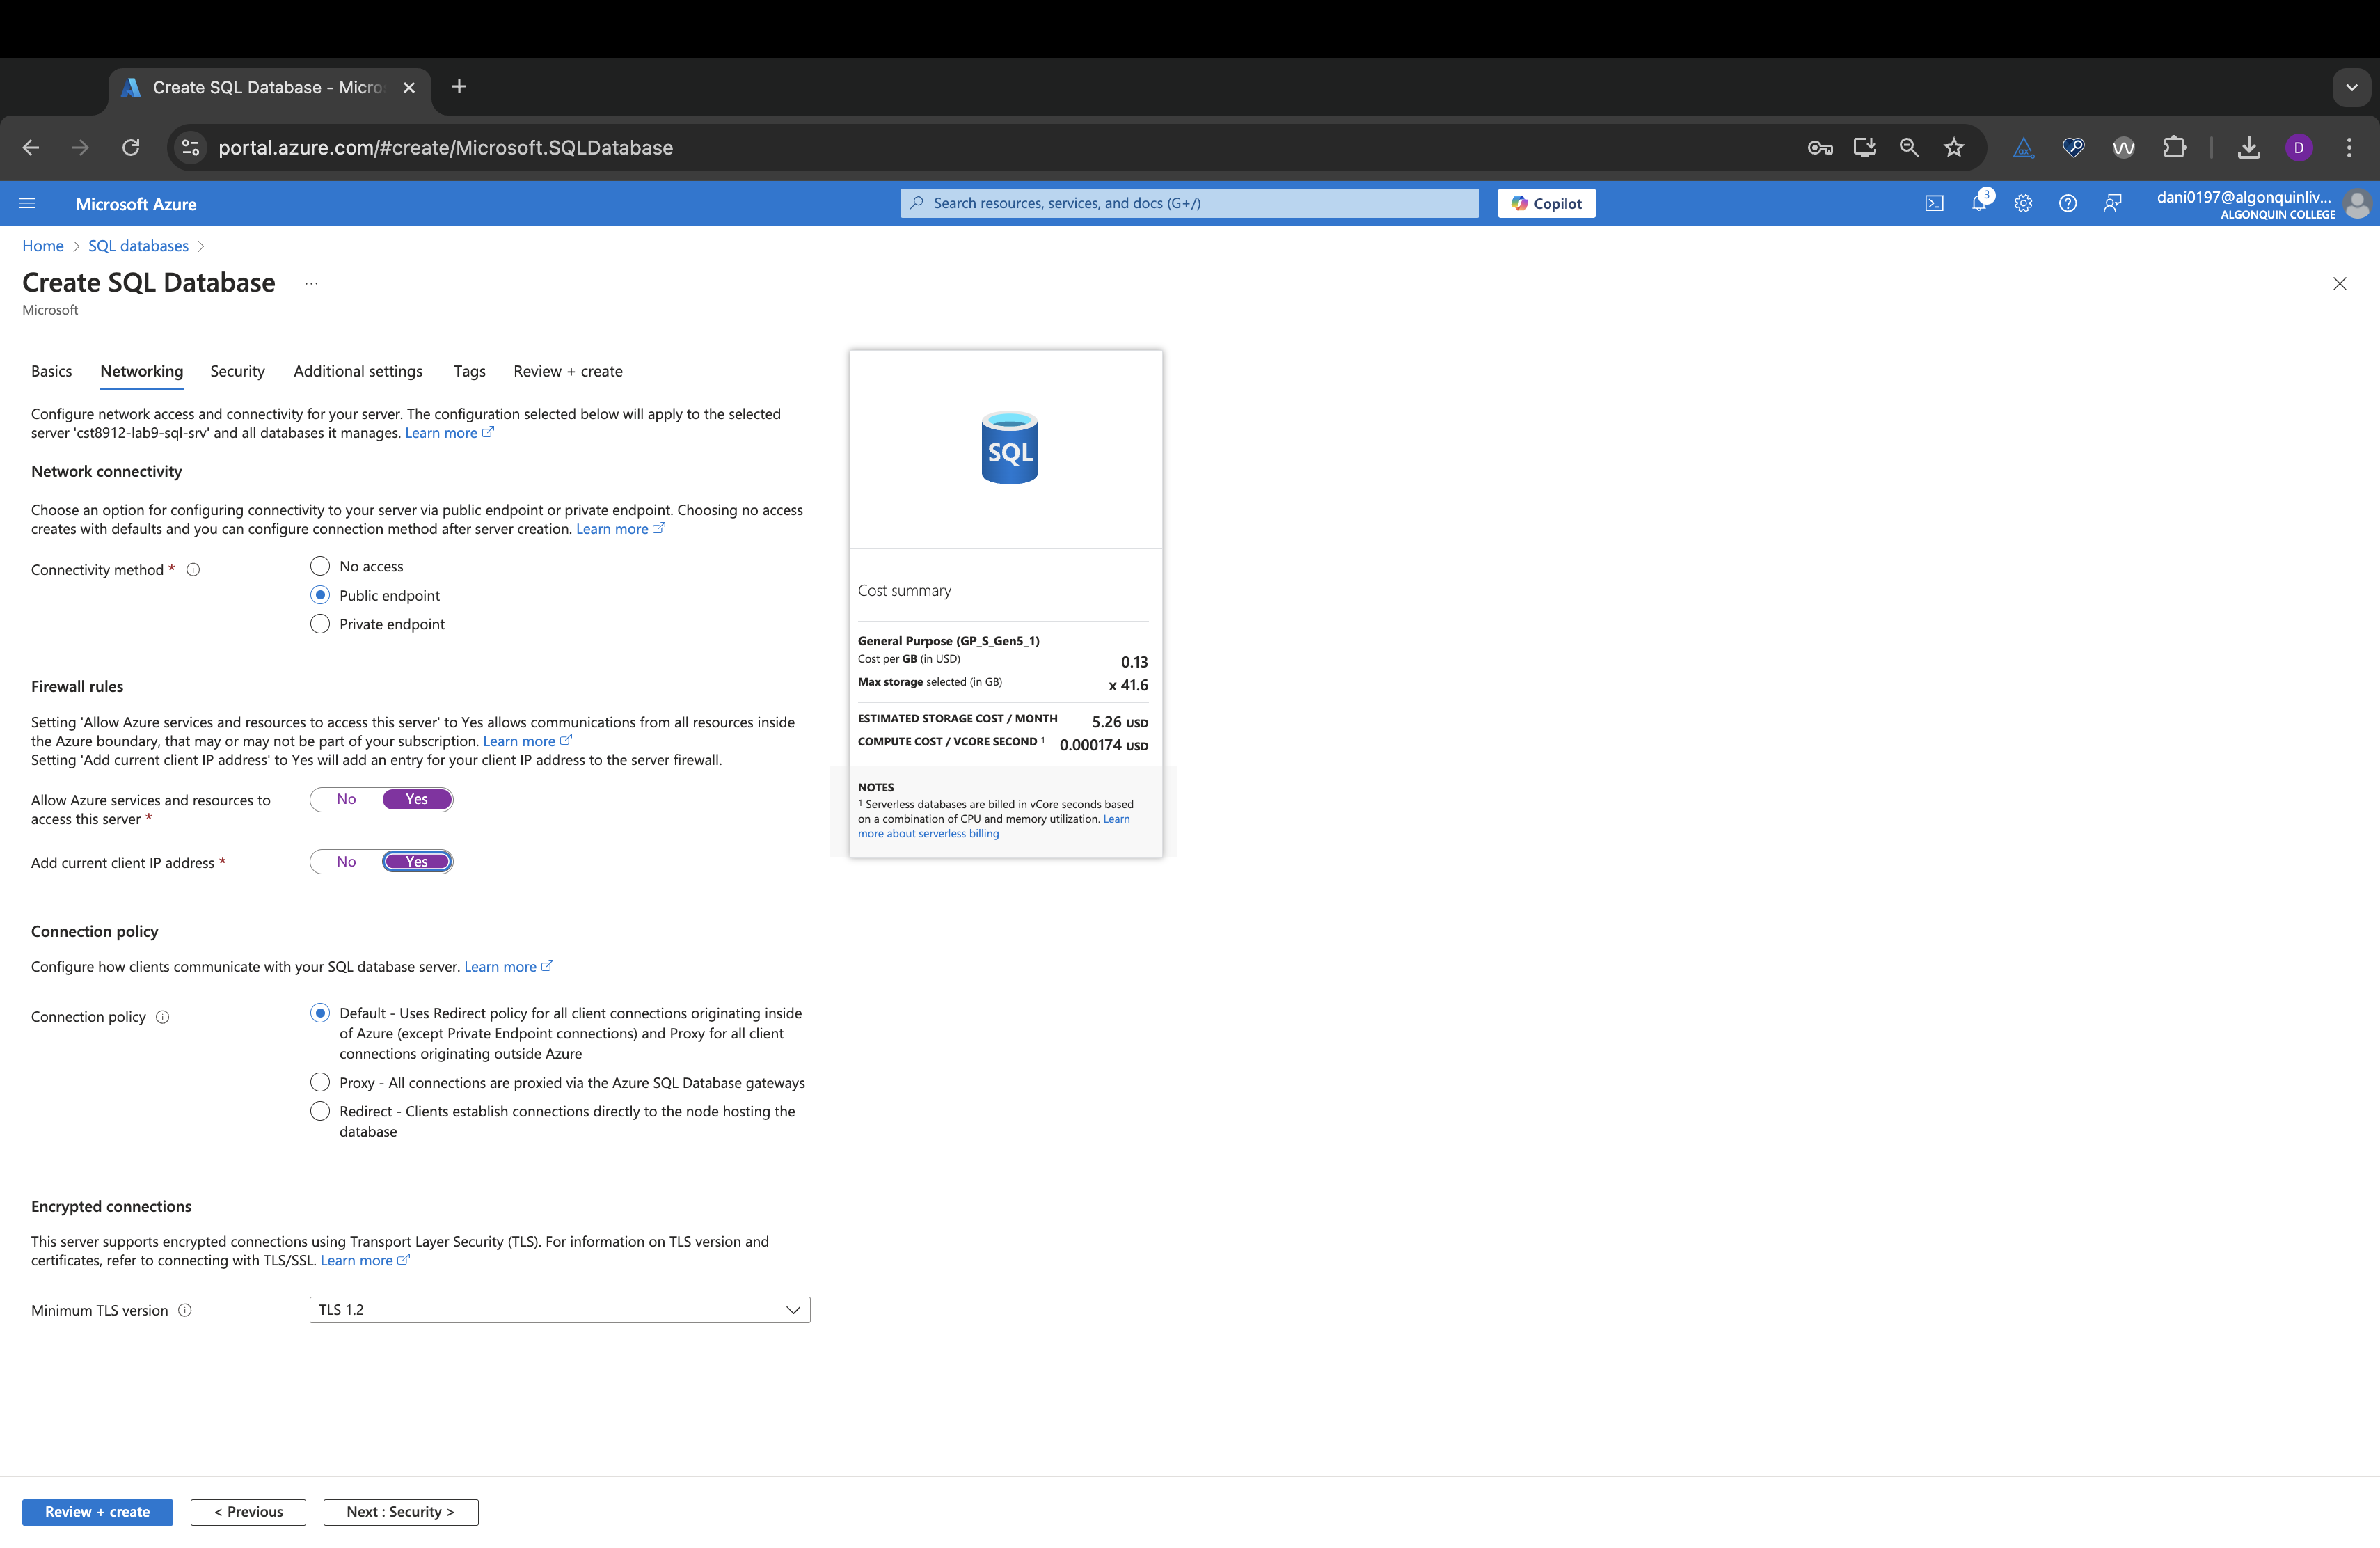 Create SQL Database - Micro
portal.azure.com/#create/Microsoft.SQLDatabase
D
Microsoft Azure
Search resources, services, and docs (G+/)
Copilot
3
dani0197@algonquinliv...
ALGONQUIN COLLEGE
Home > SQL databases >
Create SQL Database ...
Microsoft
Basics Networking Security Additional settings Tags Review + create
Configure network access and connectivity for your server. The configuration selected below will apply to the selected
server 'cst8912-lab9-sql-srv' and all databases it manages. Learn more
Network connectivity
Choose an option for configuring connectivity to your server via public endpoint or private endpoint. Choosing no access
creates with defaults and you can configure connection method after server creation. Learn more
Connectivity method *
No access
Public endpoint
Private endpoint
Firewall rules
Setting 'Allow Azure services and resources to access this server' to Yes allows communications from all resources inside
the Azure boundary, that may or may not be part of your subscription. Learn more
Setting 'Add current client IP address' to Yes will add an entry for your client IP address to the server firewall.
Allow Azure services and resources to
access this server *
No Yes
Add current client IP address *
No Yes
Connection policy
Configure how clients communicate with your SQL database server. Learn more
Connection policy
Default - Uses Redirect policy for all client connections originating inside
of Azure (except Private Endpoint connections) and Proxy for all client
connections originating outside Azure
Proxy - All connections are proxied via the Azure SQL Database gateways
Redirect - Clients establish connections directly to the node hosting the
database
Encrypted connections
This server supports encrypted connections using Transport Layer Security (TLS). For information on TLS version and
certificates, refer to connecting with TLS/SSL. Learn more
Minimum TLS version
TLS 1.2
SQL
Cost summary
General Purpose (GP_S_Gen5_1)
Cost per GB (in USD) 0.13
Max storage selected (in GB) x 41.6
ESTIMATED STORAGE COST / MONTH 5.26 USD
COMPUTE COST / VCORE SECOND 1 0.000174 USD
NOTES
1 Serverless databases are billed in vCore seconds based
on a combination of CPU and memory utilization. Learn
more about serverless billing
Review + create
< Previous
Next : Security >